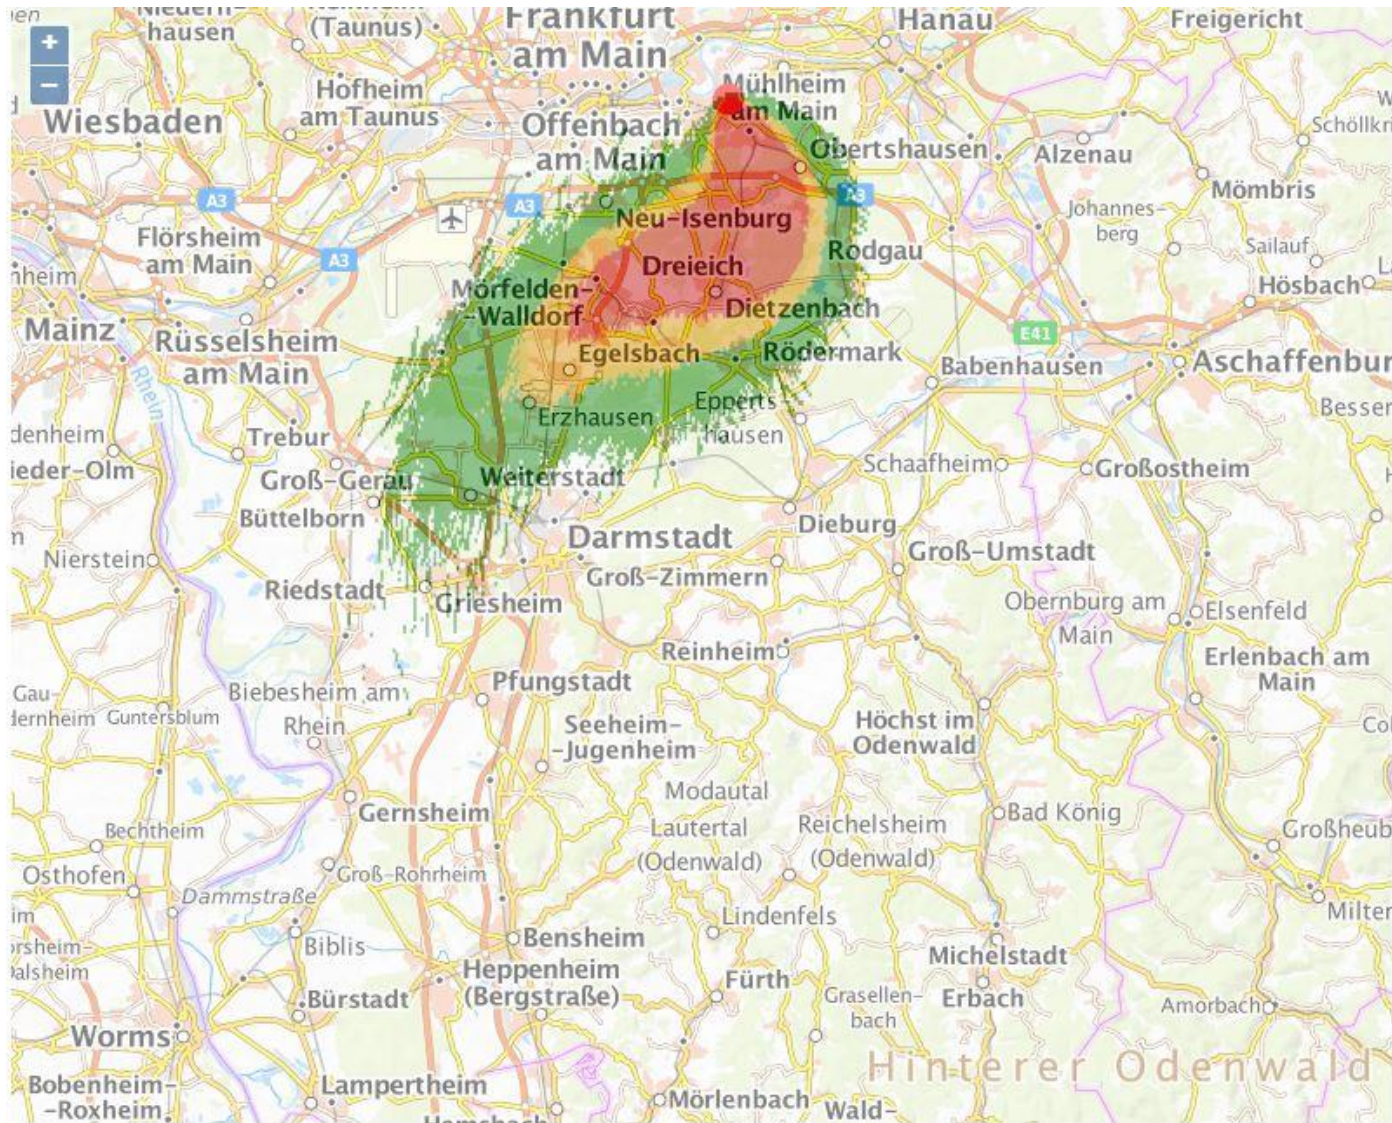 hausen
(Taunus)
Frankfurt
am Main
Hanau
Freigericht
+
−
Hofheim
am Taunus
Wiesbaden
Offenbach
am Main
Mühlheim
am Main
Obertshausen
Alzenau
Mömbris
A3
A3
A3
A3
Neu-Isenburg
Johannes-
berg
Sailauf
Flörsheim
am Main
Rodgau
Dreieich
Hösbach
Mörfelden-
-Walldorf
Dietzenbach
Mainz
Rüsselsheim
am Main
Egelsbach
Rödermark
E41
Babenhausen
Aschaffenbur
Rhein
Erzhausen
Epperts
hausen
Trebur
Groß-Gerau
Weiterstadt
Schaafheim
Großostheim
Büttelborn
Darmstadt
Dieburg
Groß-Umstadt
Nierstein
Riedstadt
Groß-Zimmern
Griesheim
Obernburg am
Main
Elsenfeld
Reinheim
Erlenbach am
Main
Gau-
Guntersblum
Biebesheim am
Rhein
Pfungstadt
Seeheim-
-Jugenheim
Höchst im
Odenwald
Modautal
Gernsheim
Lautertal
(Odenwald)
Reichelsheim
(Odenwald)
Bad König
Großheub
Bechtheim
Osthofen
Groß-Rohrheim
Dammstraße
Lindenfels
Milter
Biblis
Bensheim
Michelstadt
Heppenheim
(Bergstraße)
Fürth
Grasellen-
bach
Erbach
Amorbach
Bürstadt
Worms
Hinterer Odenwald
Bobenheim-
-Roxheim
Lampertheim
Mörlenbach
Wald-